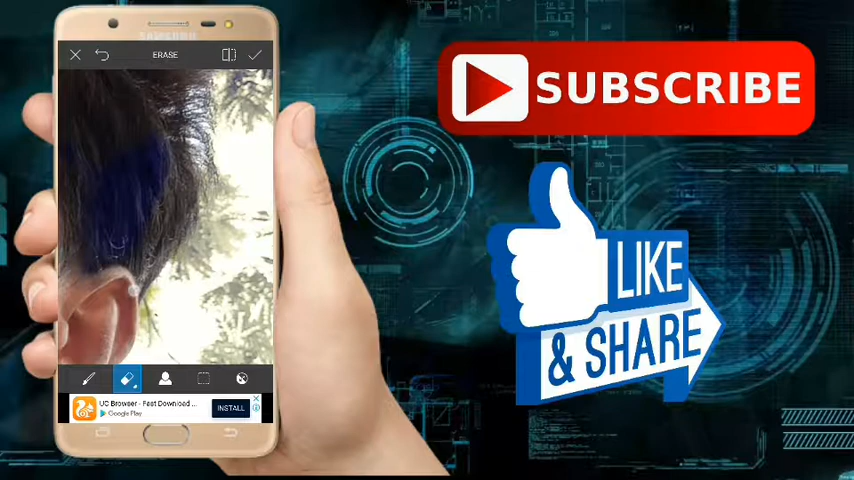 SAMSUNG
ERASE
UC Browser - Fast Download ...
Google Play
INSTALL
SUBSCRIBE
LIKE
& SHARE